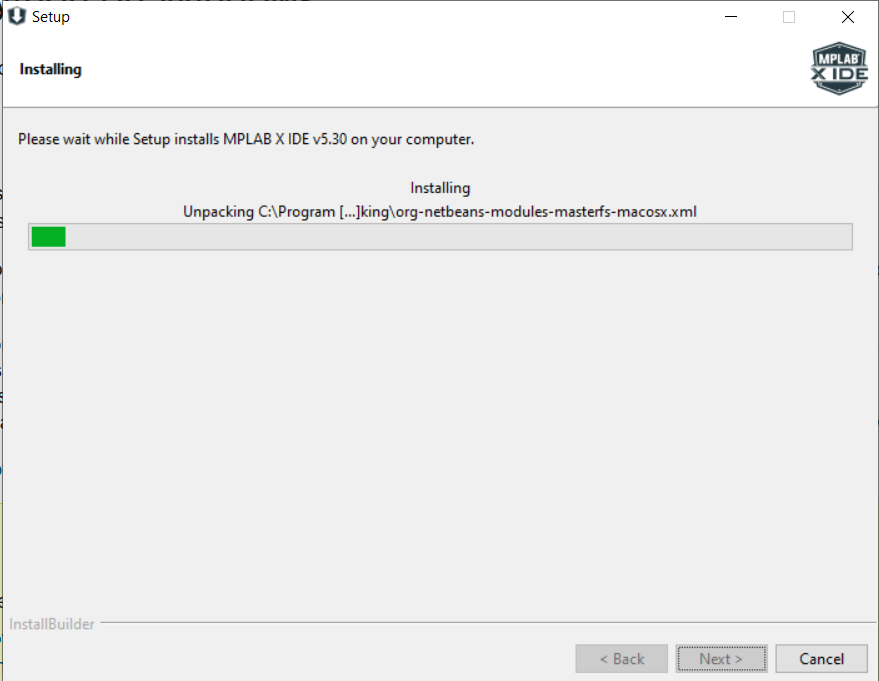 Setup
Installing
MPLAB
X IDE
Please wait while Setup installs MPLAB X IDE v5.30 on your computer.
Installing
Unpacking C:\Program [...]king\org-netbeans-modules-masterfs-macosx.xml
InstallBuilder
< Back
Next >
Cancel